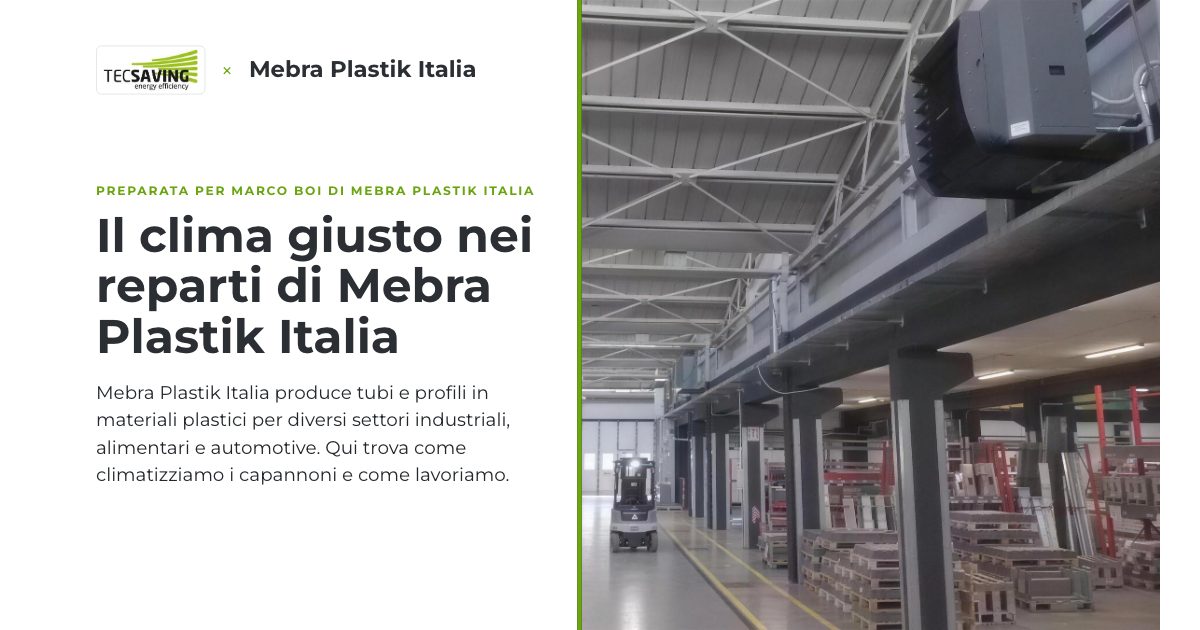 TECSAVING
energy efficiency
× Mebra Plastik Italia
PREPARATA PER MARCO BOI DI MEBRA PLASTIK ITALIA
Il clima giusto nei
reparti di Mebra
Plastik Italia
Mebra Plastik Italia produce tubi e profili in
materiali plastici per diversi settori industriali,
alimentari e automotive. Qui trova come
climatizziamo i capannoni e come lavoriamo.